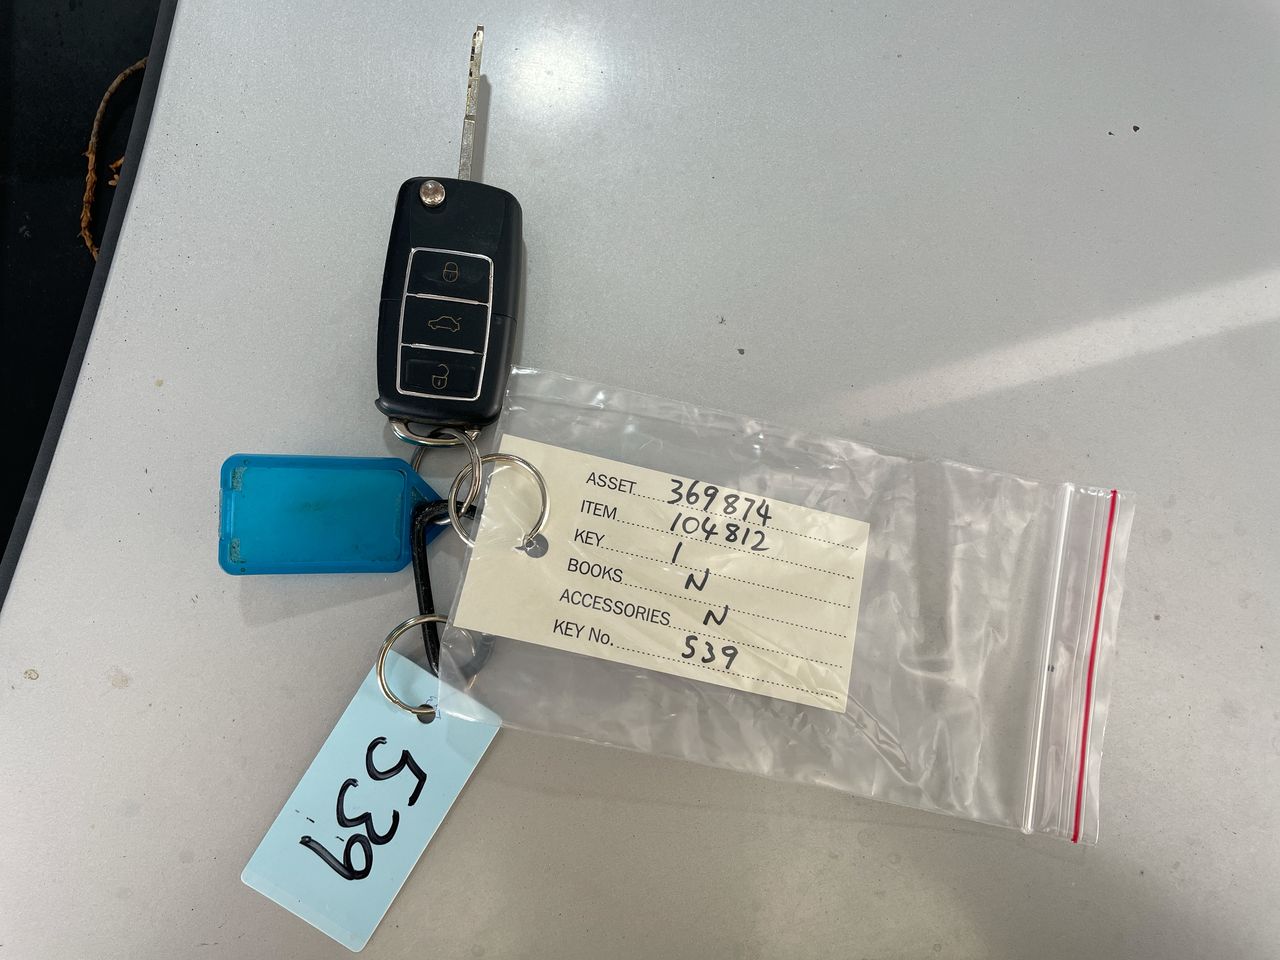 ASSET 369874
ITEM 104812
KEY 1
BOOKS N
ACCESSORIES N
KEY No. 539
539